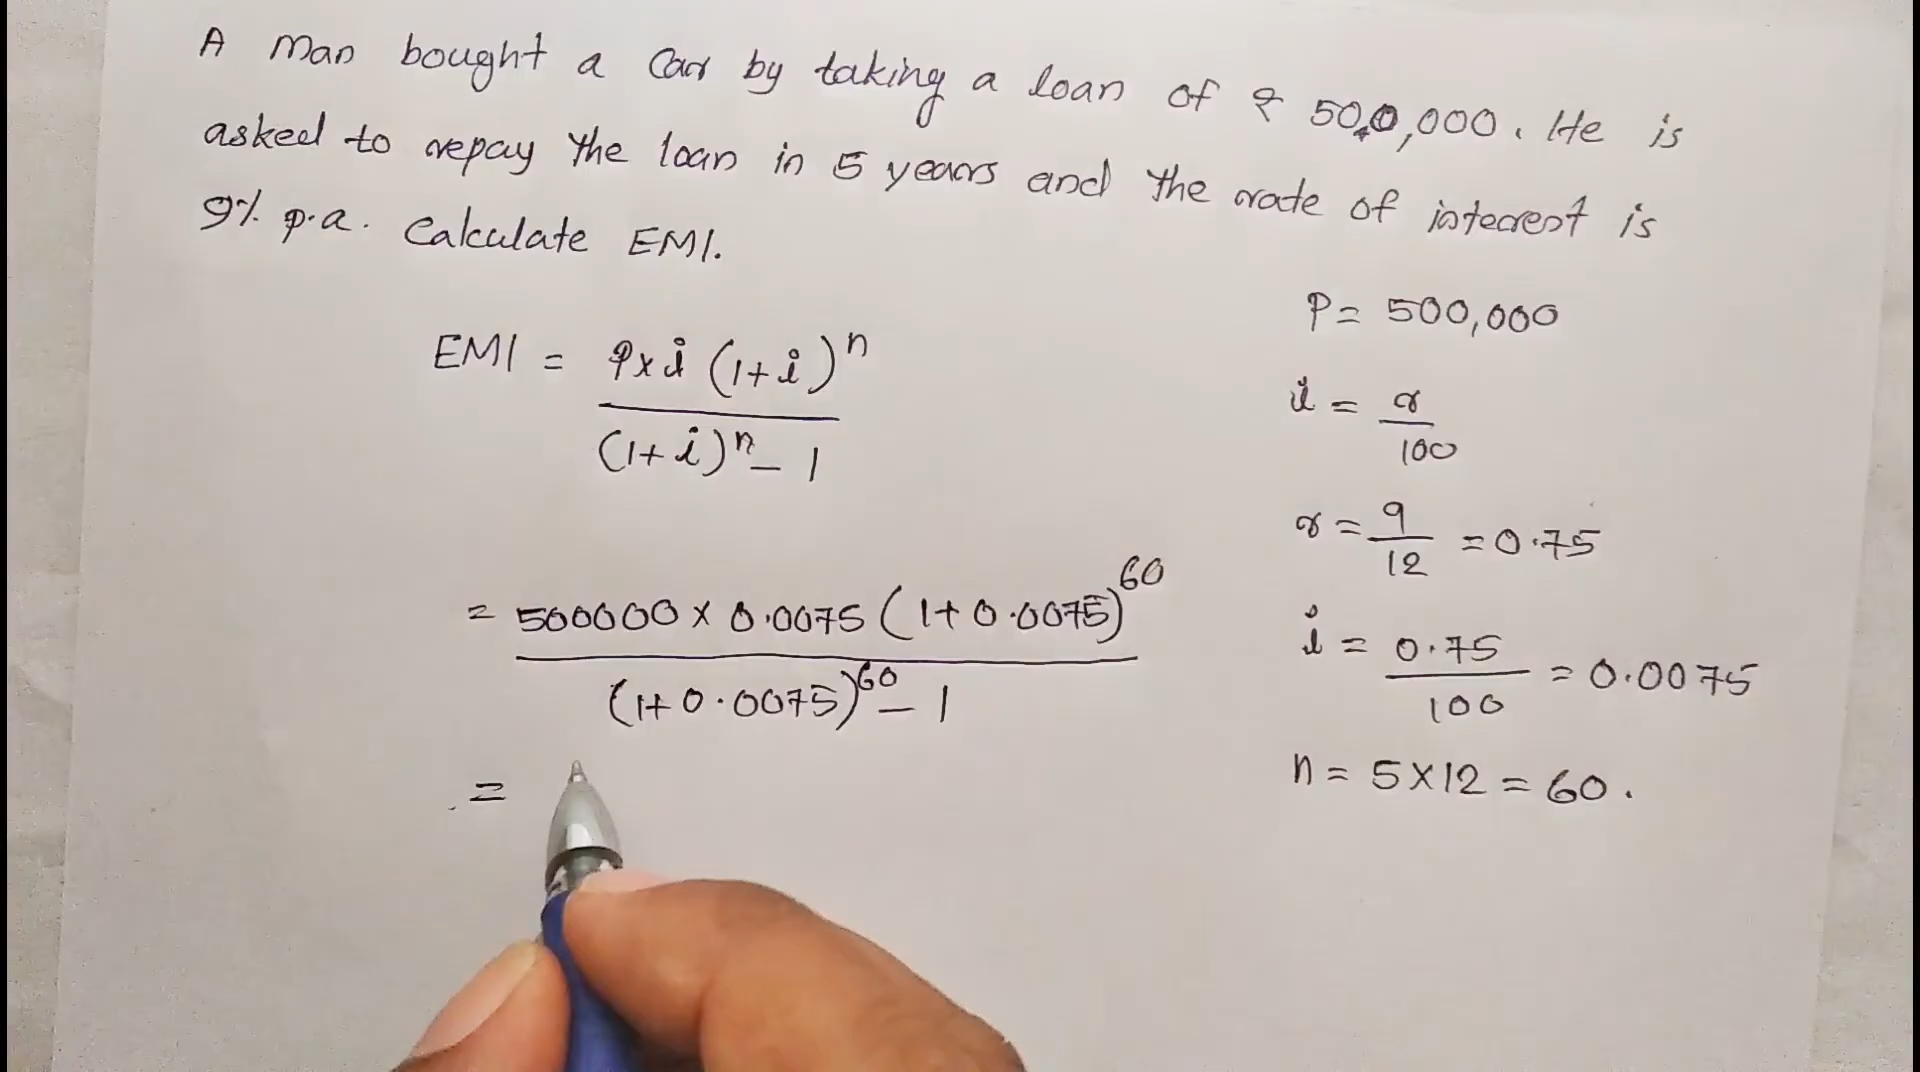 A man bought a car by taking a loan of ₹ 500,000. He is
asked to repay the loan in 5 years and the rate of interest is
9% p.a. Calculate EMI.
P = 500,000
EMI = P x i (1+i)^n
(1+i)^n - 1
i = r
100
r = 9
12 = 0.75
= 500000 x 0.0075 (1+0.0075)^60
(1+0.0075)^60 - 1
i = 0.75
100 = 0.0075
n = 5x12 = 60.
=